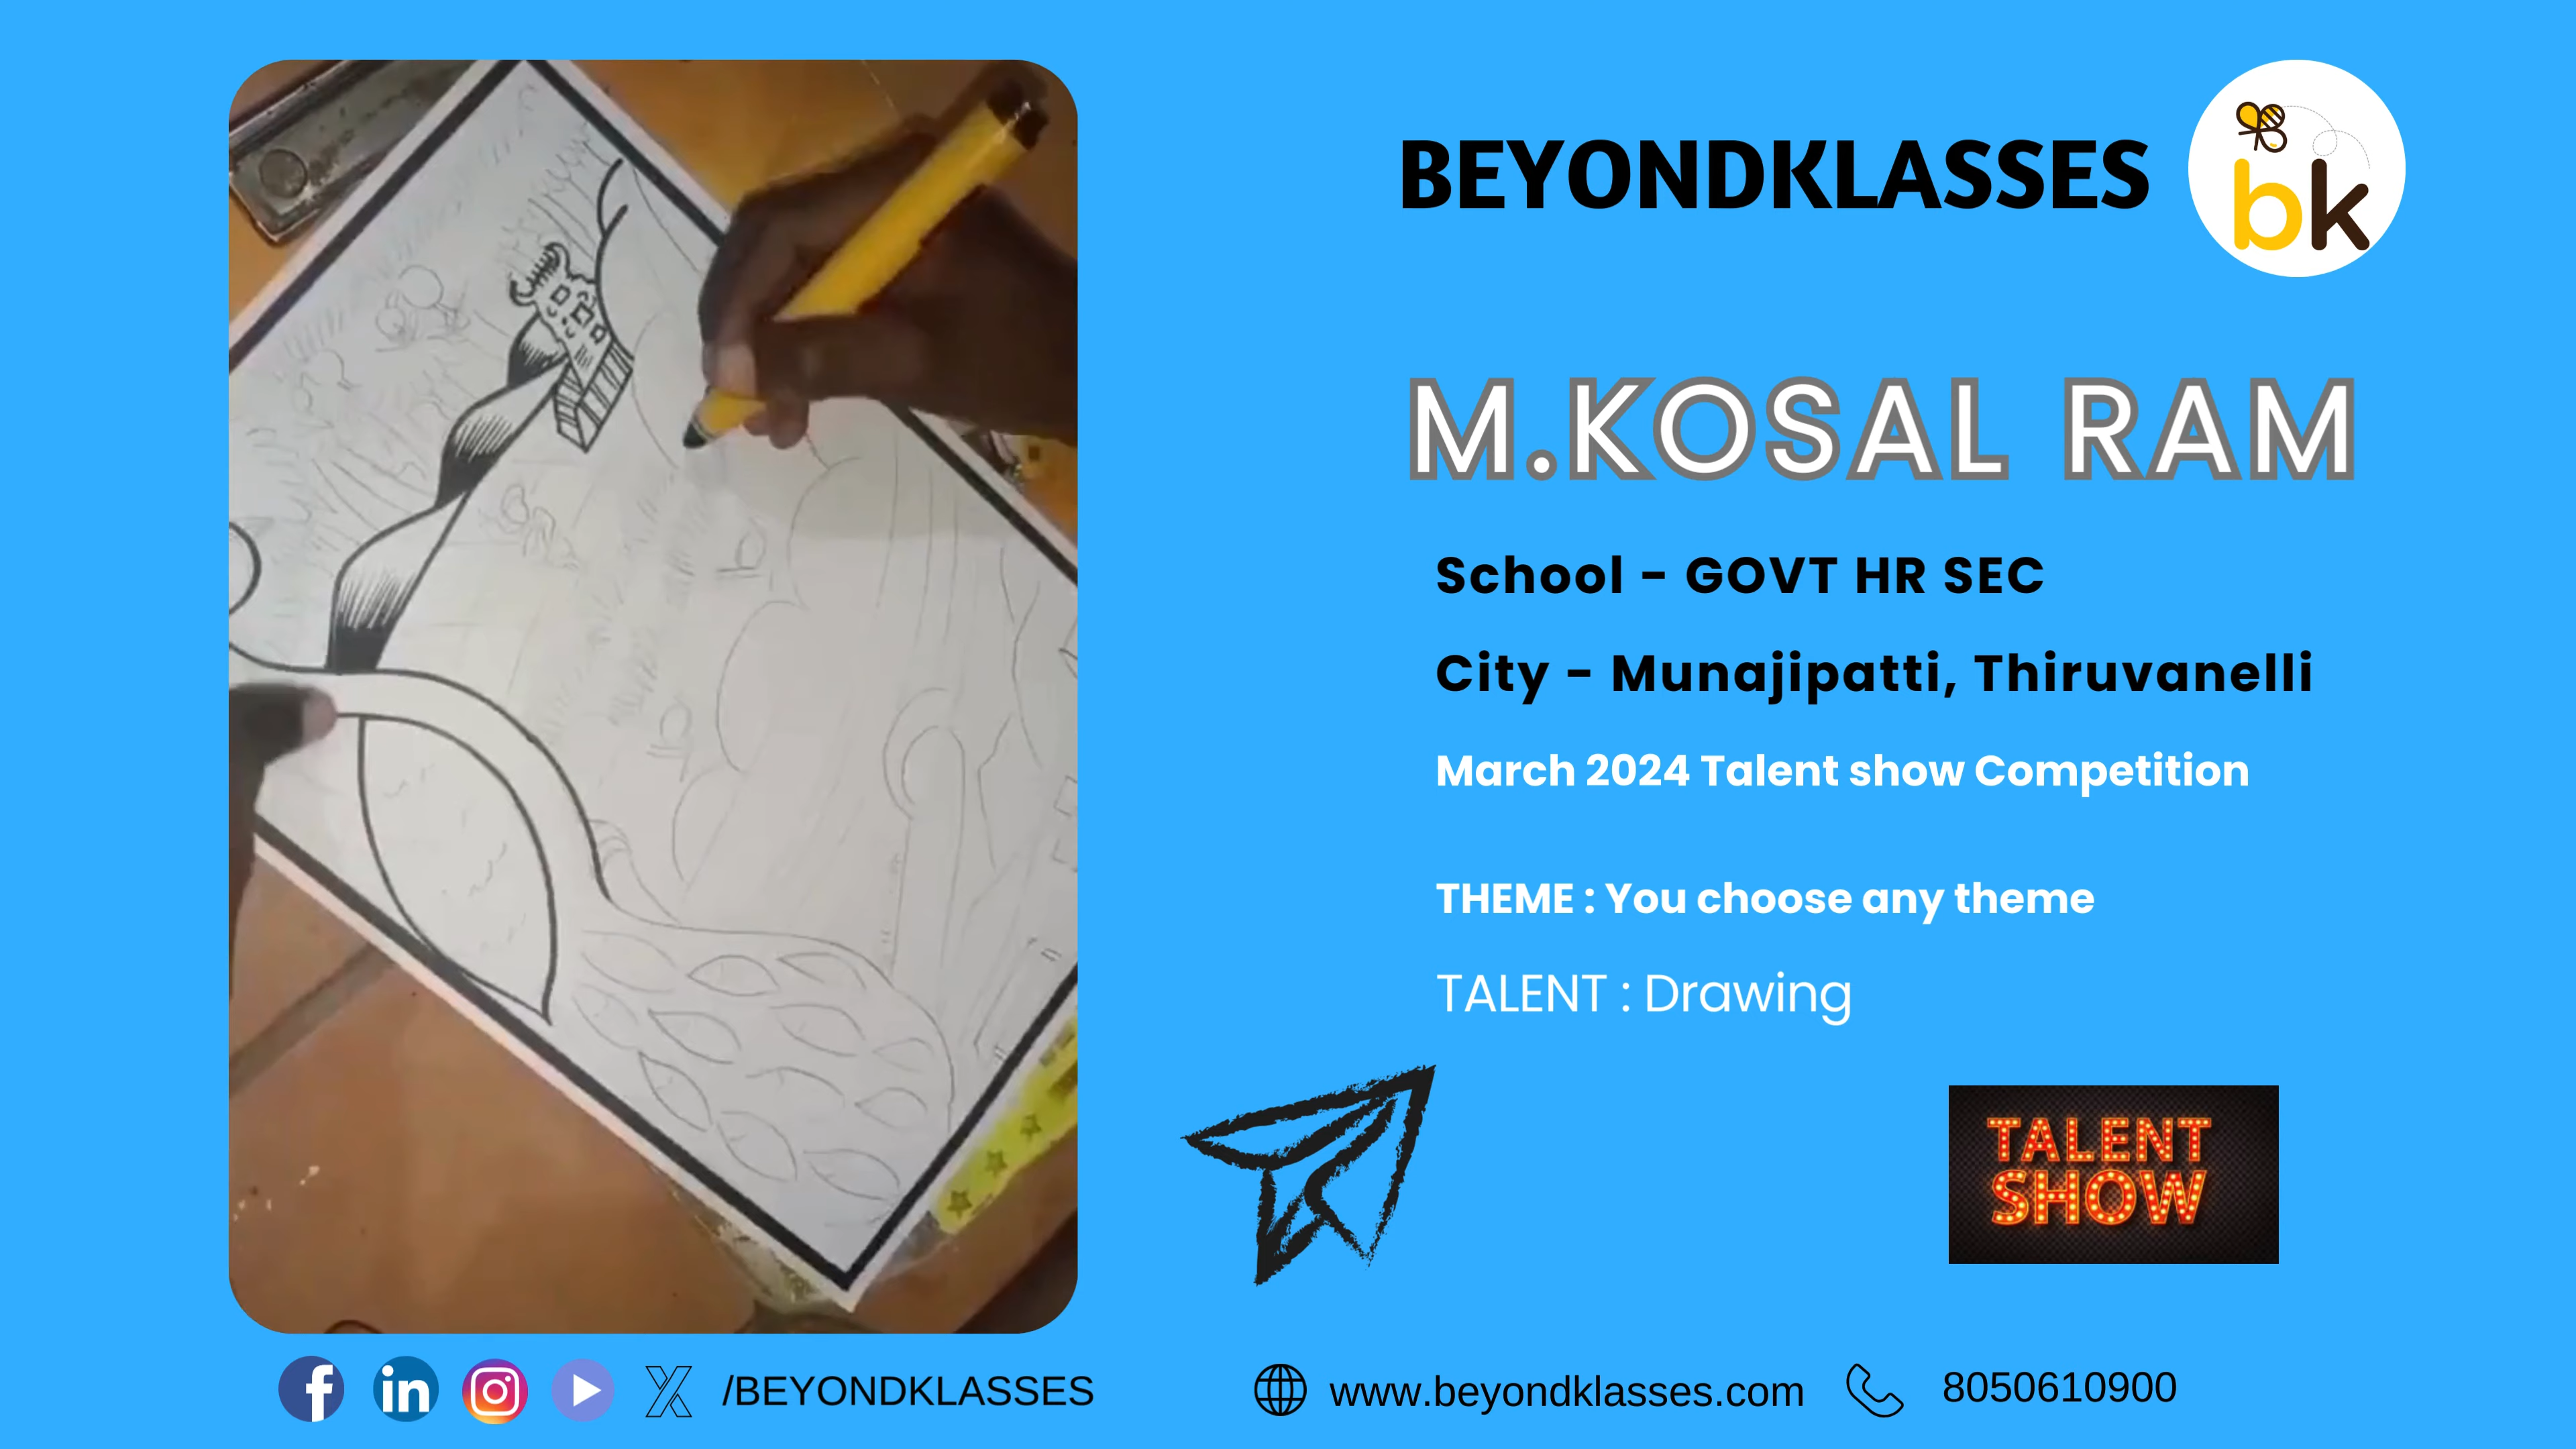 BEYONDKLASSES
bk
M.KOSAL RAM
School - GOVT HR SEC
City - Munajipatti, Thiruvanelli
March 2024 Talent show Competition
THEME : You choose any theme
TALENT : Drawing
TALENT
SHOW
/BEYONDKLASSES
www.beyondklasses.com
8050610900